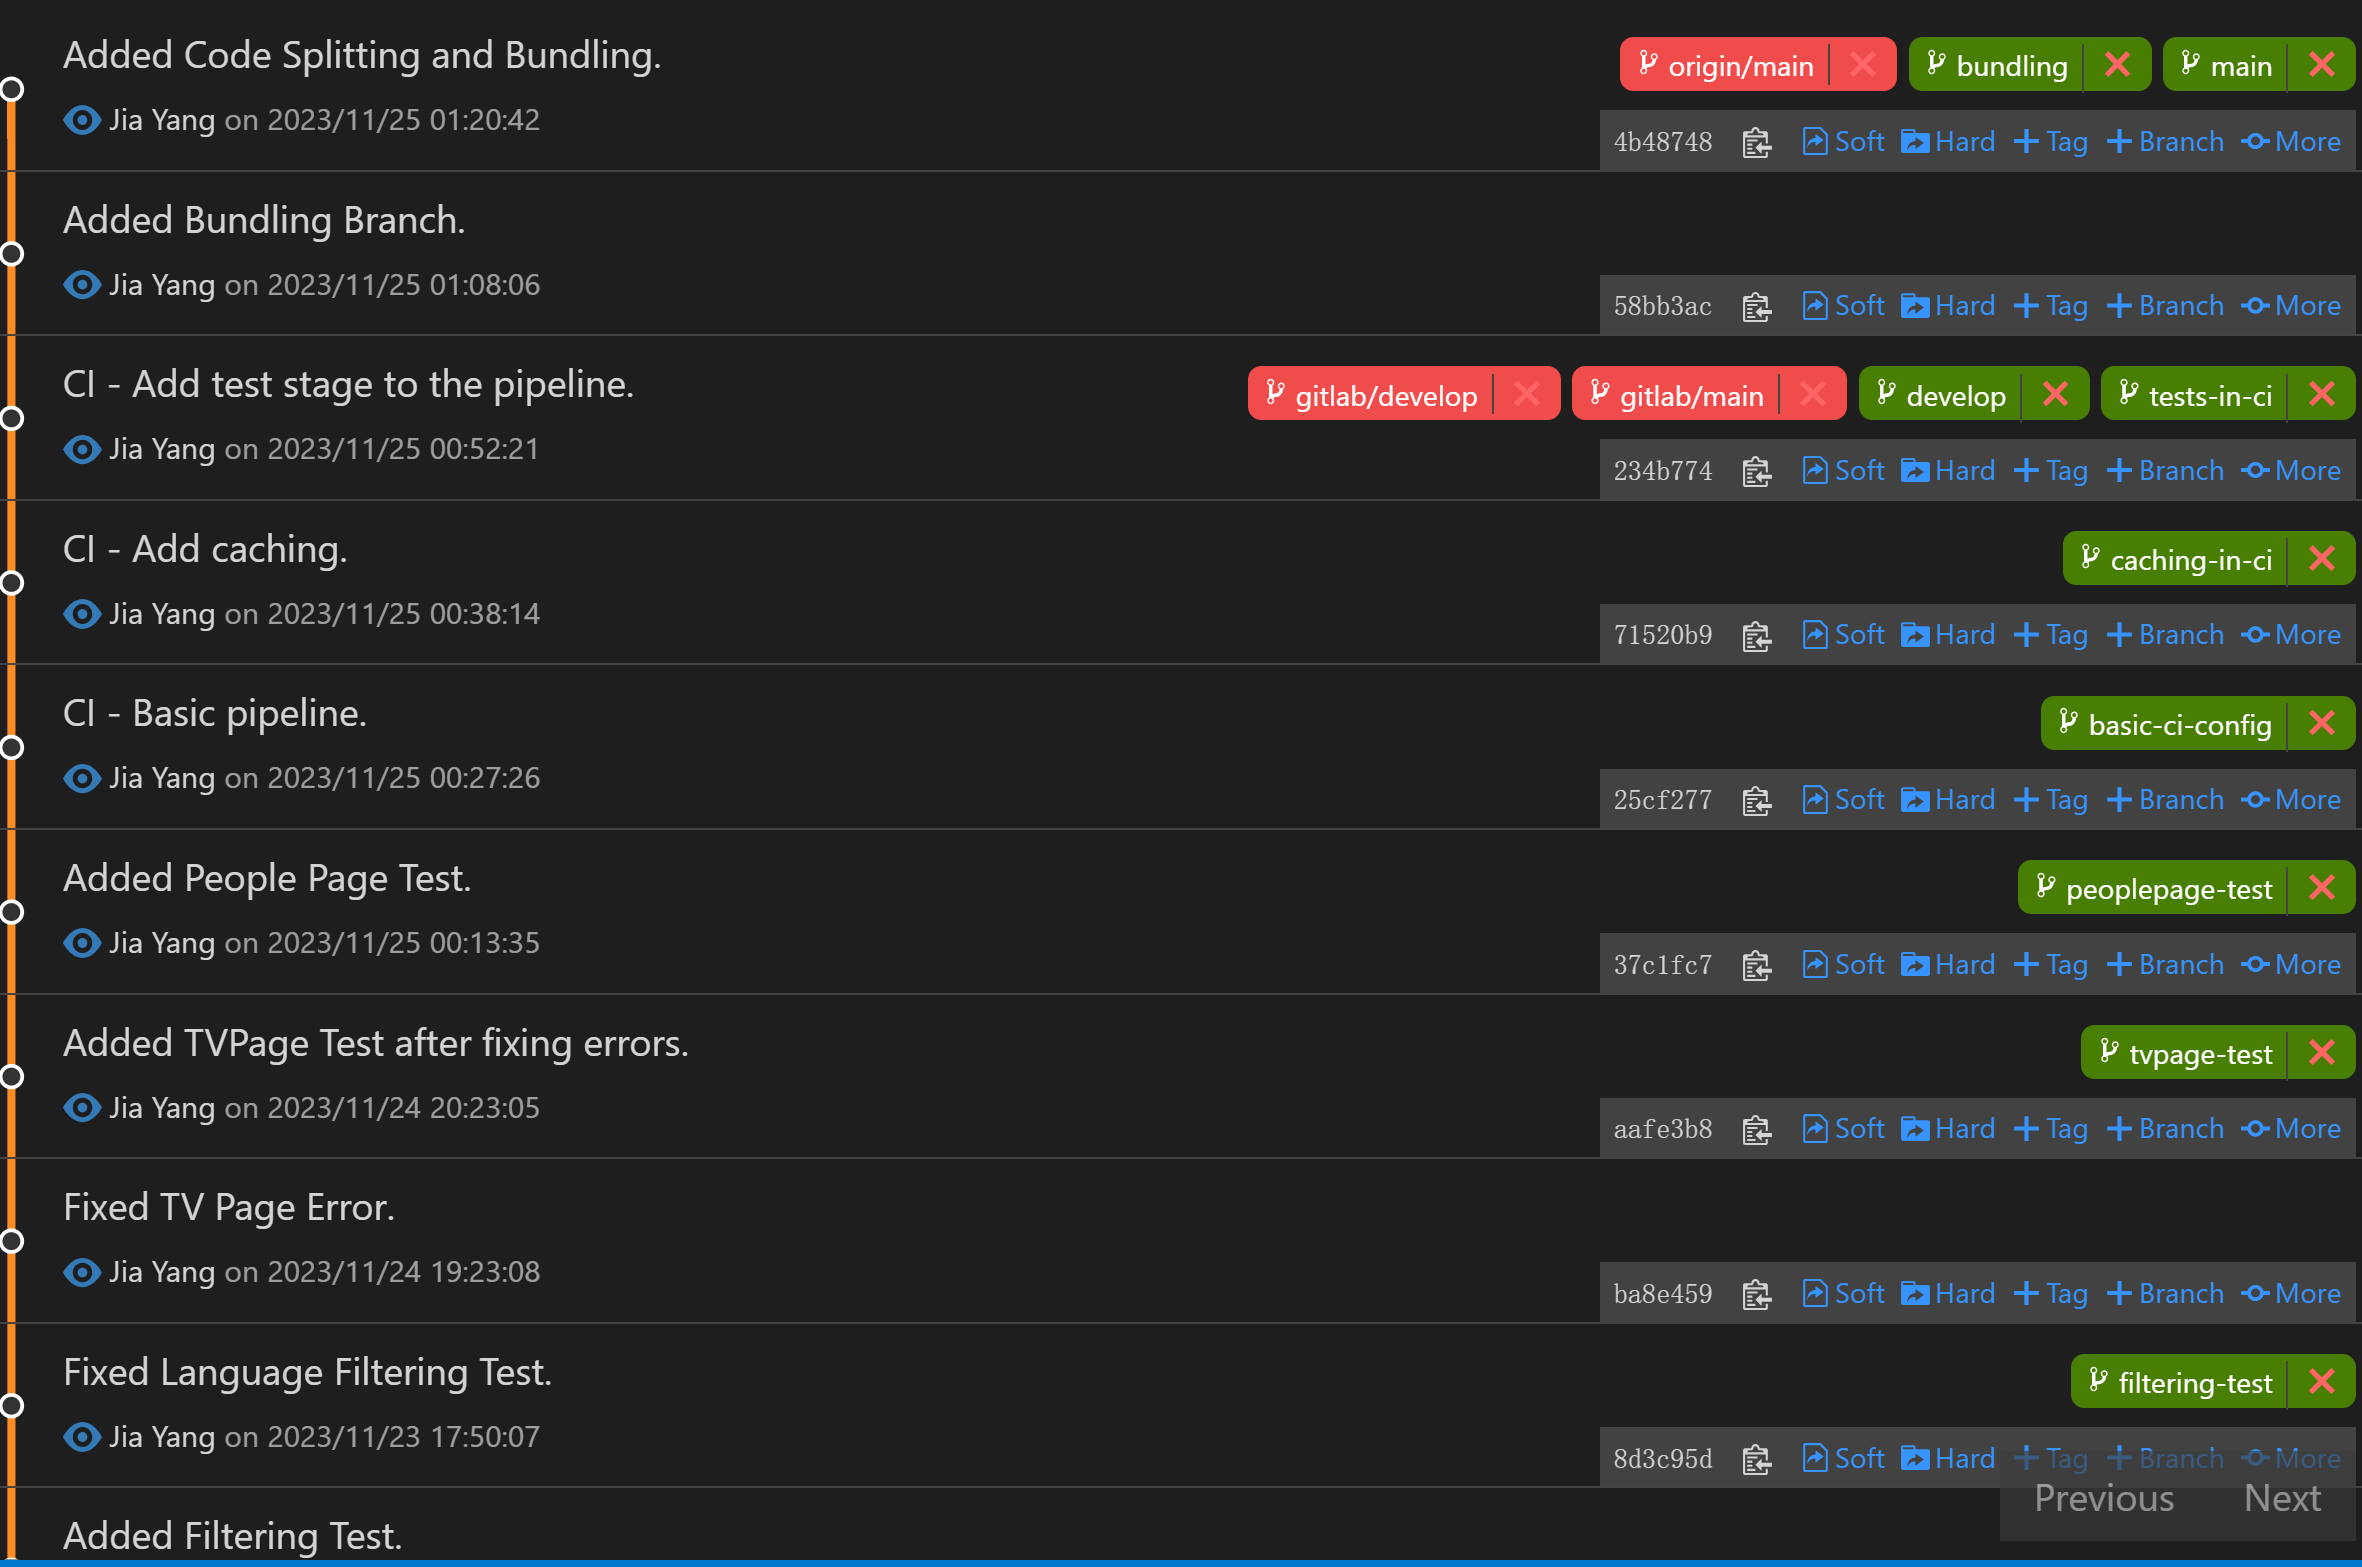 Added Code Splitting and Bundling.
origin/main bundling main
Jia Yang on 2023/11/25 01:20:42
4b48748 Soft Hard Tag Branch More
Added Bundling Branch.
Jia Yang on 2023/11/25 01:08:06
58bb3ac Soft Hard Tag Branch More
CI - Add test stage to the pipeline.
gitlab/develop gitlab/main develop tests-in-ci
Jia Yang on 2023/11/25 00:52:21
234b774 Soft Hard Tag Branch More
CI - Add caching.
caching-in-ci
Jia Yang on 2023/11/25 00:38:14
71520b9 Soft Hard Tag Branch More
CI - Basic pipeline.
basic-ci-config
Jia Yang on 2023/11/25 00:27:26
25cf277 Soft Hard Tag Branch More
Added People Page Test.
peoplepage-test
Jia Yang on 2023/11/25 00:13:35
37c1fc7 Soft Hard Tag Branch More
Added TVPage Test after fixing errors.
tvpage-test
Jia Yang on 2023/11/24 20:23:05
aafe3b8 Soft Hard Tag Branch More
Fixed TV Page Error.
Jia Yang on 2023/11/24 19:23:08
ba8e459 Soft Hard Tag Branch More
Fixed Language Filtering Test.
filtering-test
Jia Yang on 2023/11/23 17:50:07
8d3c95d Soft Hard Tag Branch More
Previous Next
Added Filtering Test.